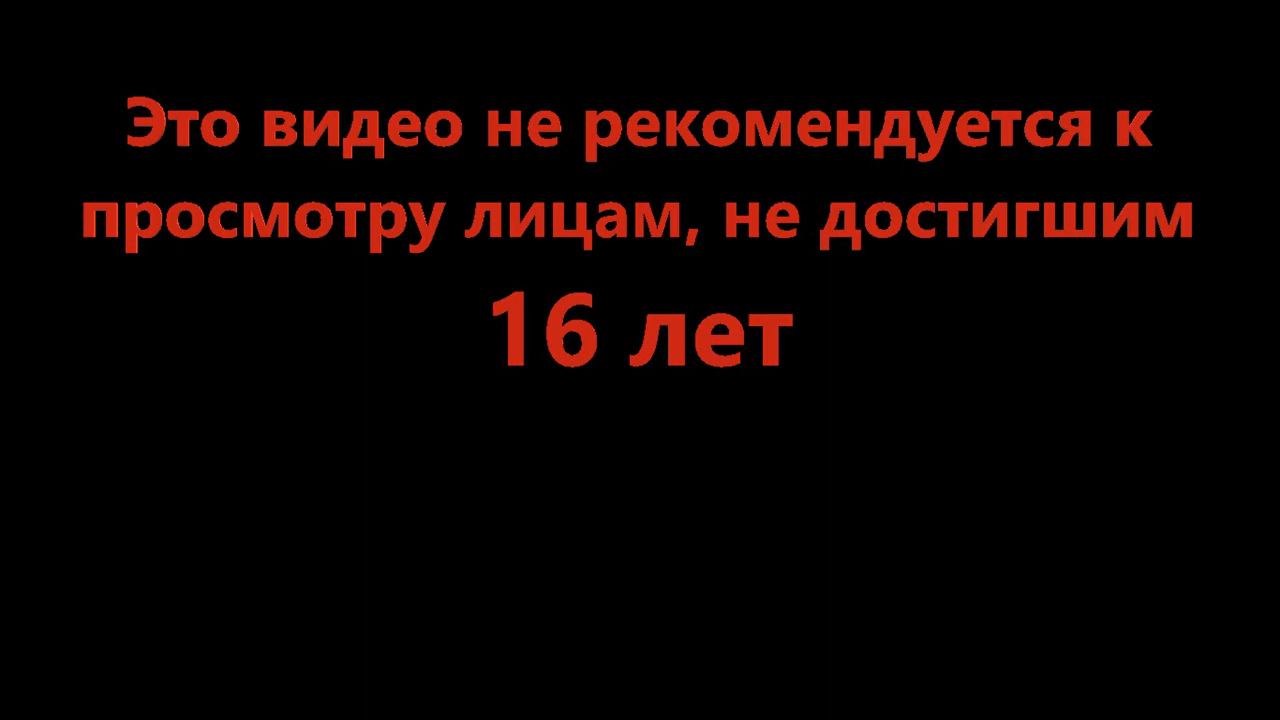 Это видео не рекомендуется к
просмотру лицам, не достигшим
16 лет